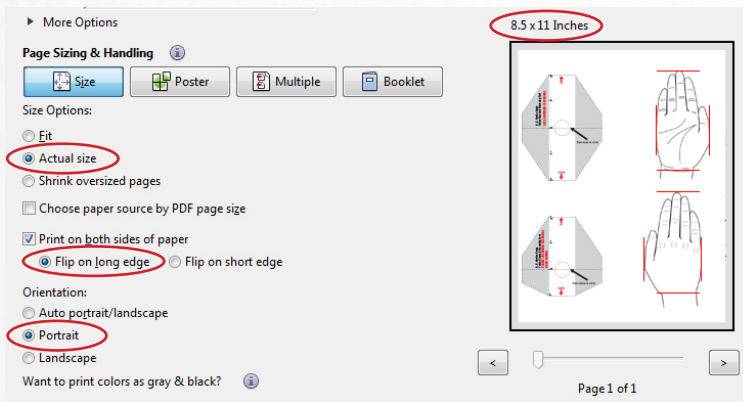 More Options
Page Sizing & Handling
Size Poster Multiple Booklet
Size Options:
Fit
Actual size
Shrink oversized pages
Choose paper source by PDF page size
Print on both sides of paper
Flip on long edge Flip on short edge
Orientation:
Auto portrait/landscape
Portrait
Landscape
Want to print colors as gray & black?
8.5 x 11 Inches
< >
Page 1 of 1